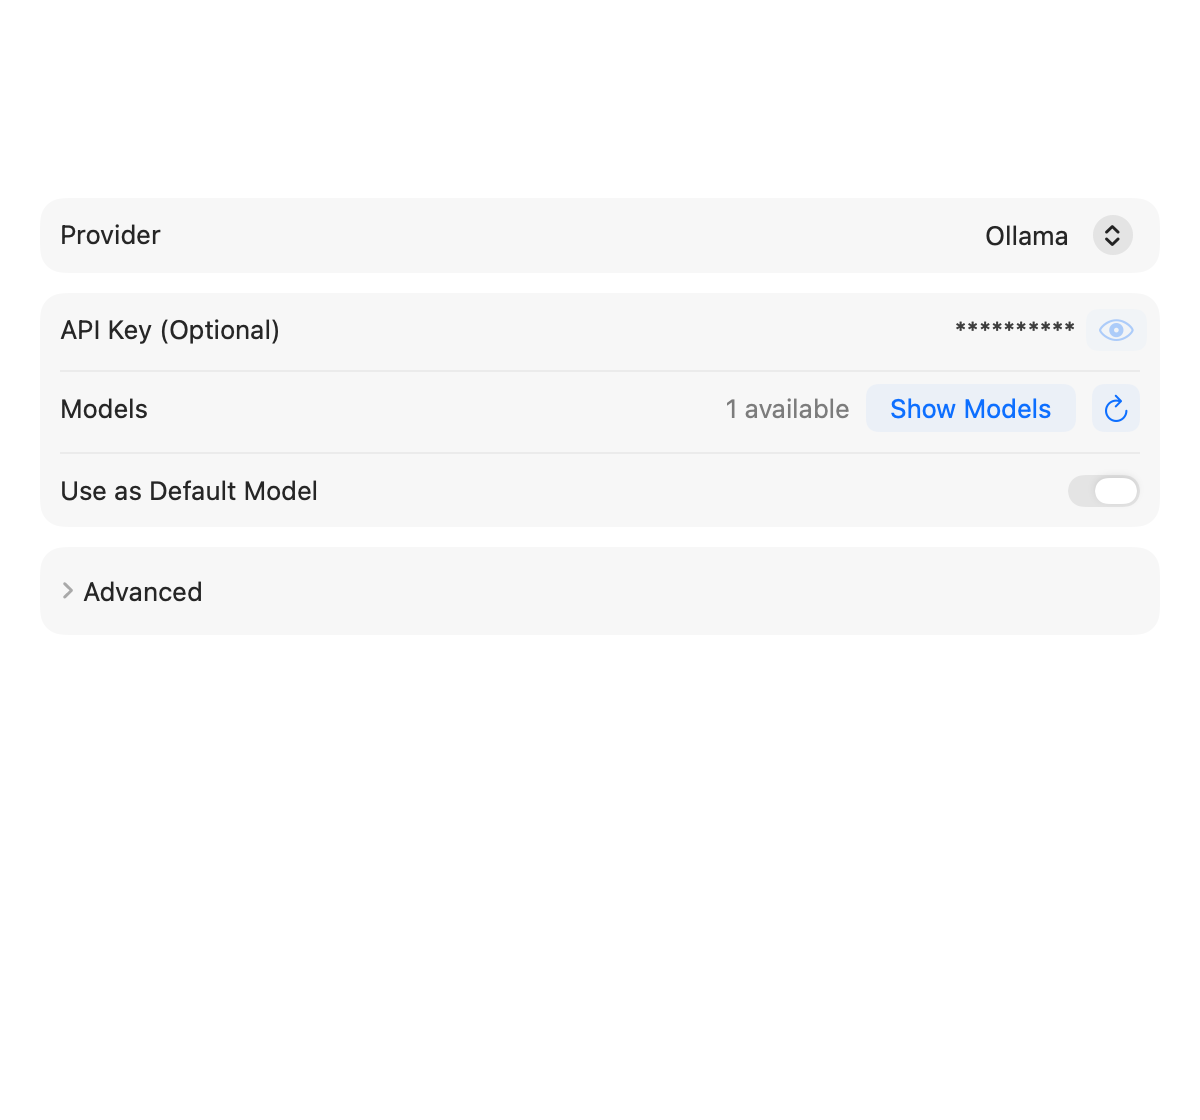 Provider Ollama
API Key (Optional) **********
Models 1 available Show Models
Use as Default Model
Advanced